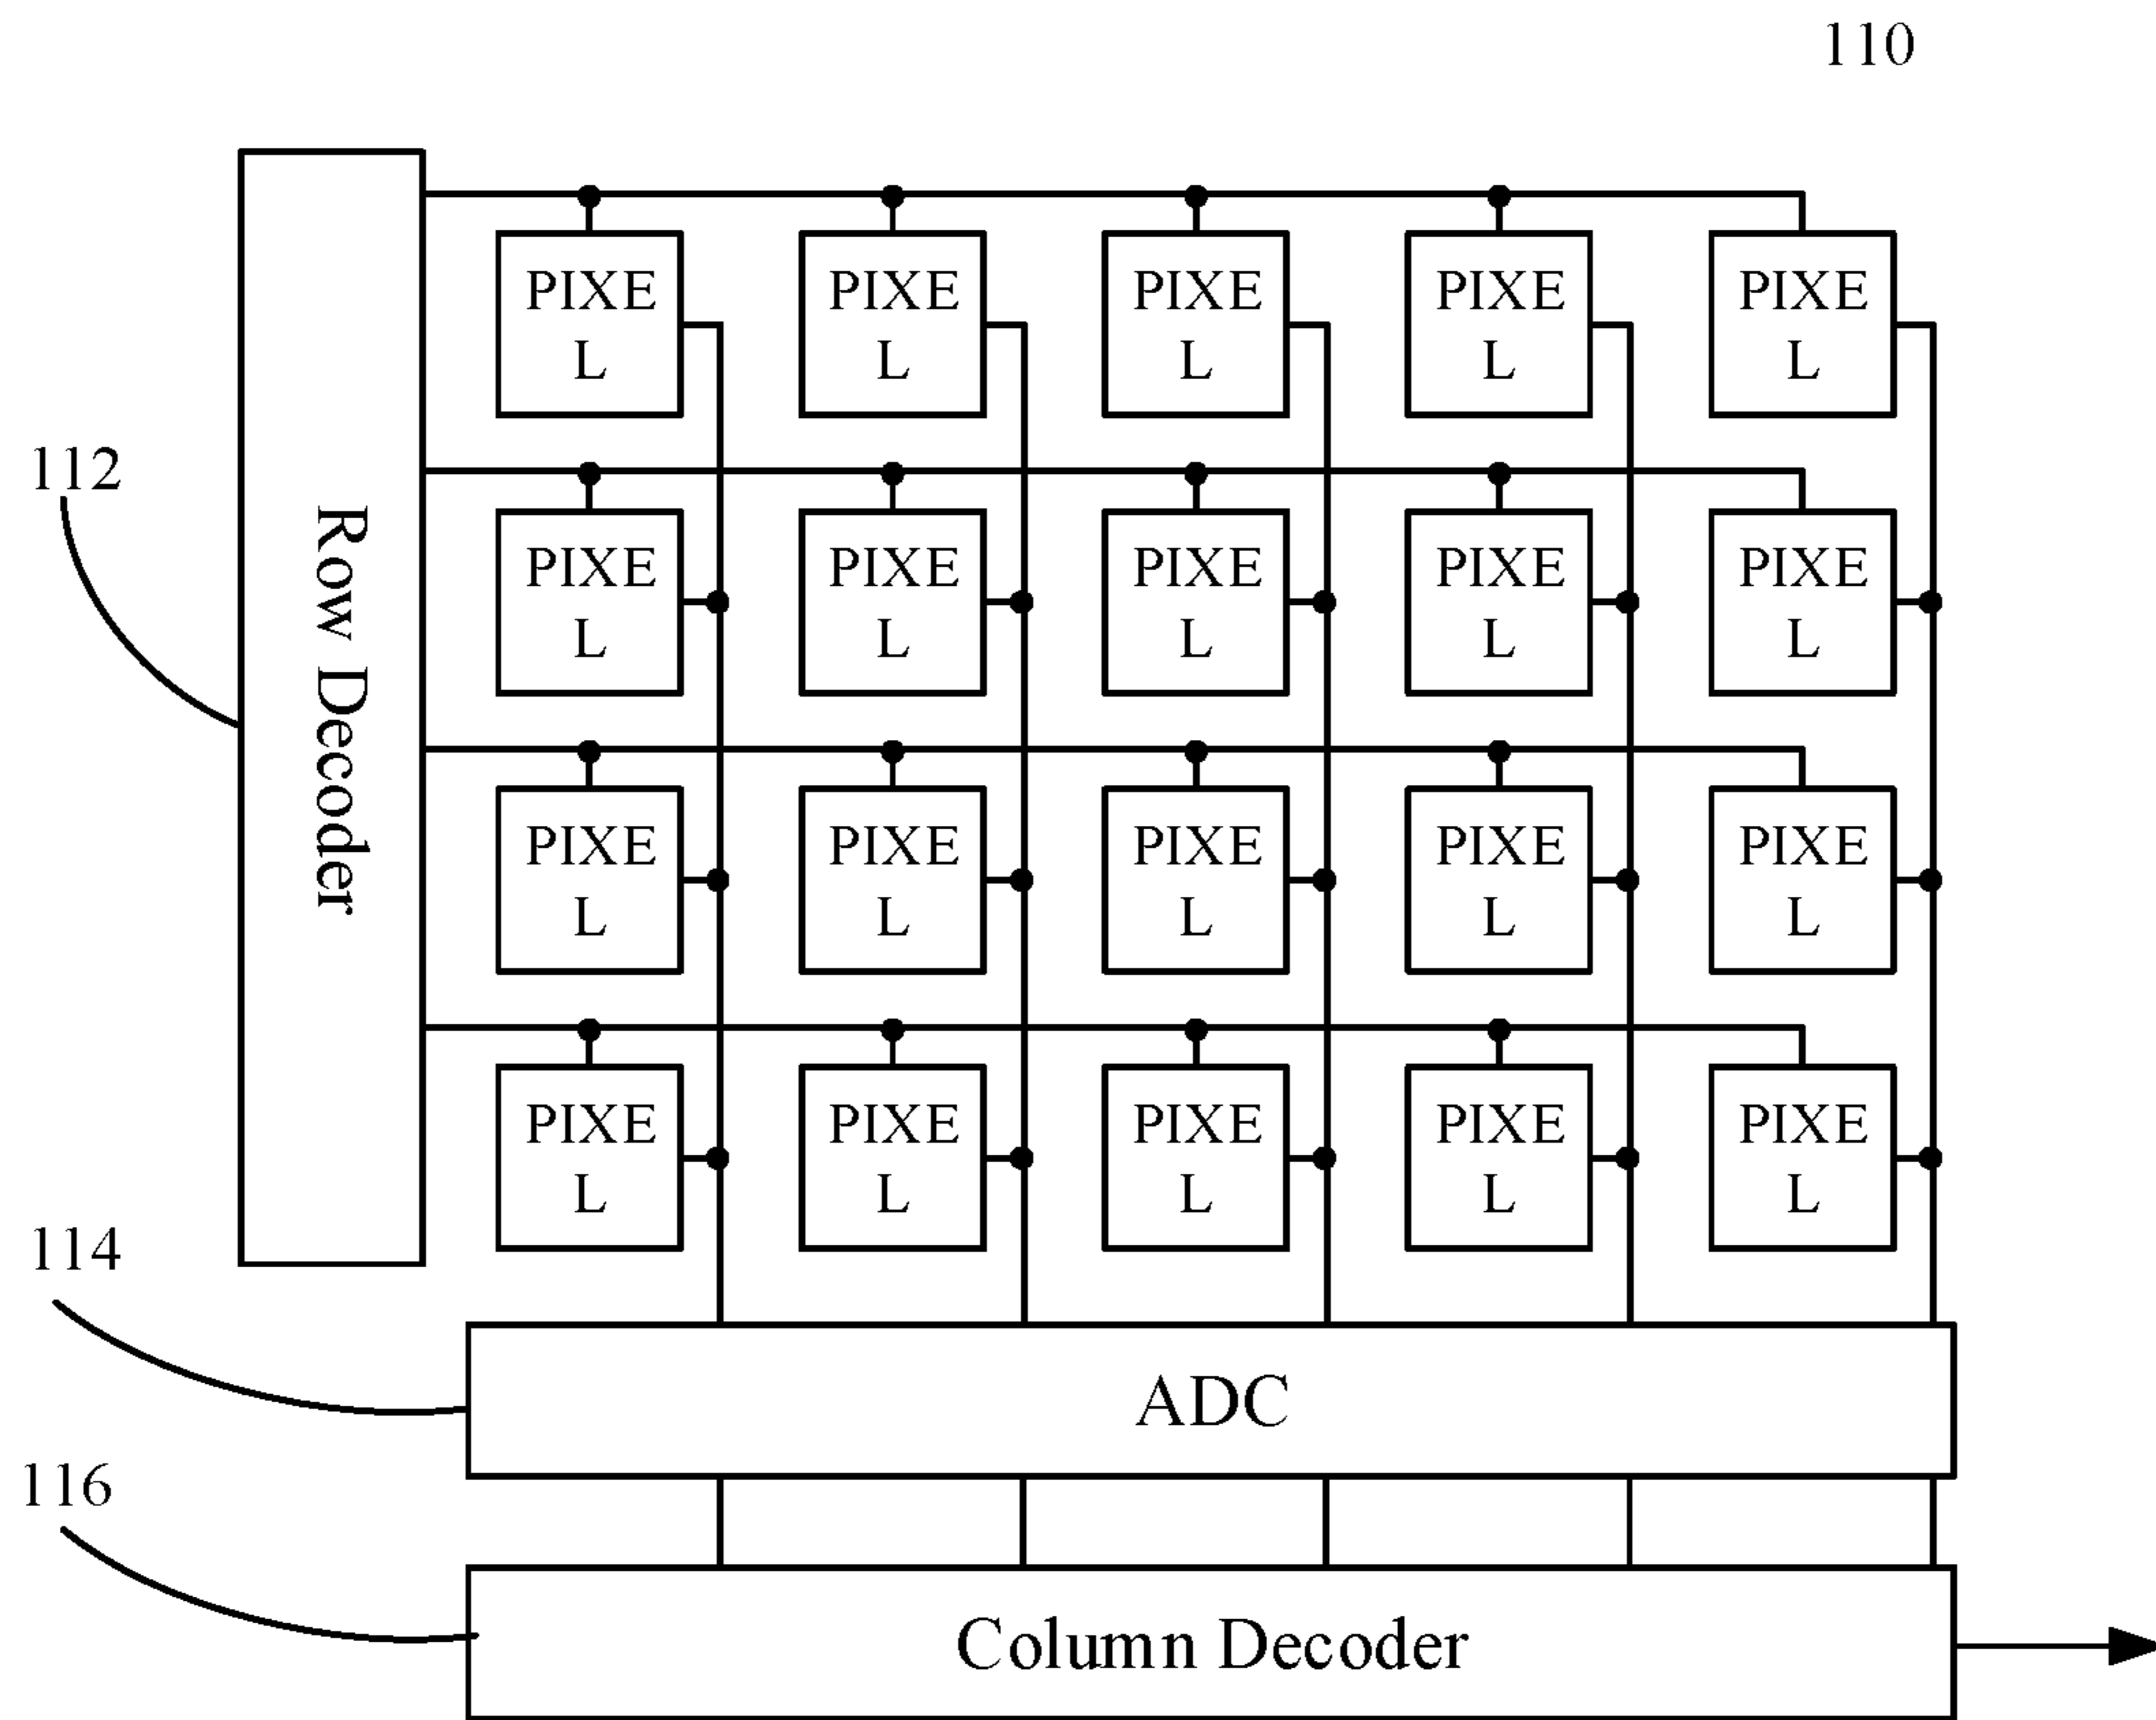 110
PIXE PIXE PIXE PIXE PIXE
L L L L L
112
PIXE PIXE PIXE PIXE PIXE
L L L L L
Row Decoder
PIXE PIXE PIXE PIXE PIXE
L L L L L
PIXE PIXE PIXE PIXE PIXE
L L L L L
114
ADC
116
Column Decoder